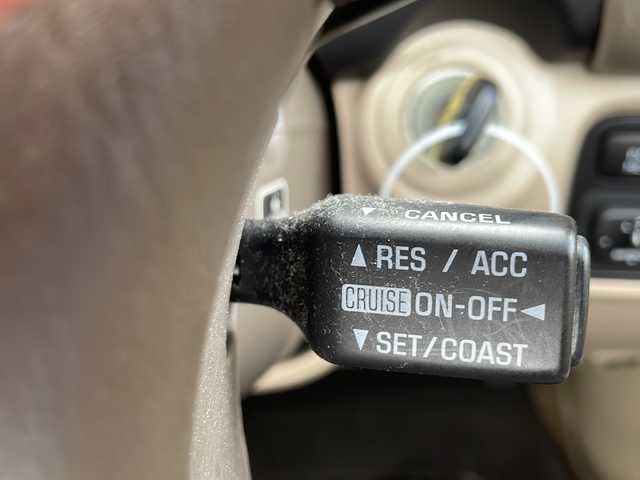 ▼ CANCEL
▲ RES / ACC
CRUISE ON-OFF ◀
▼ SET/COAST